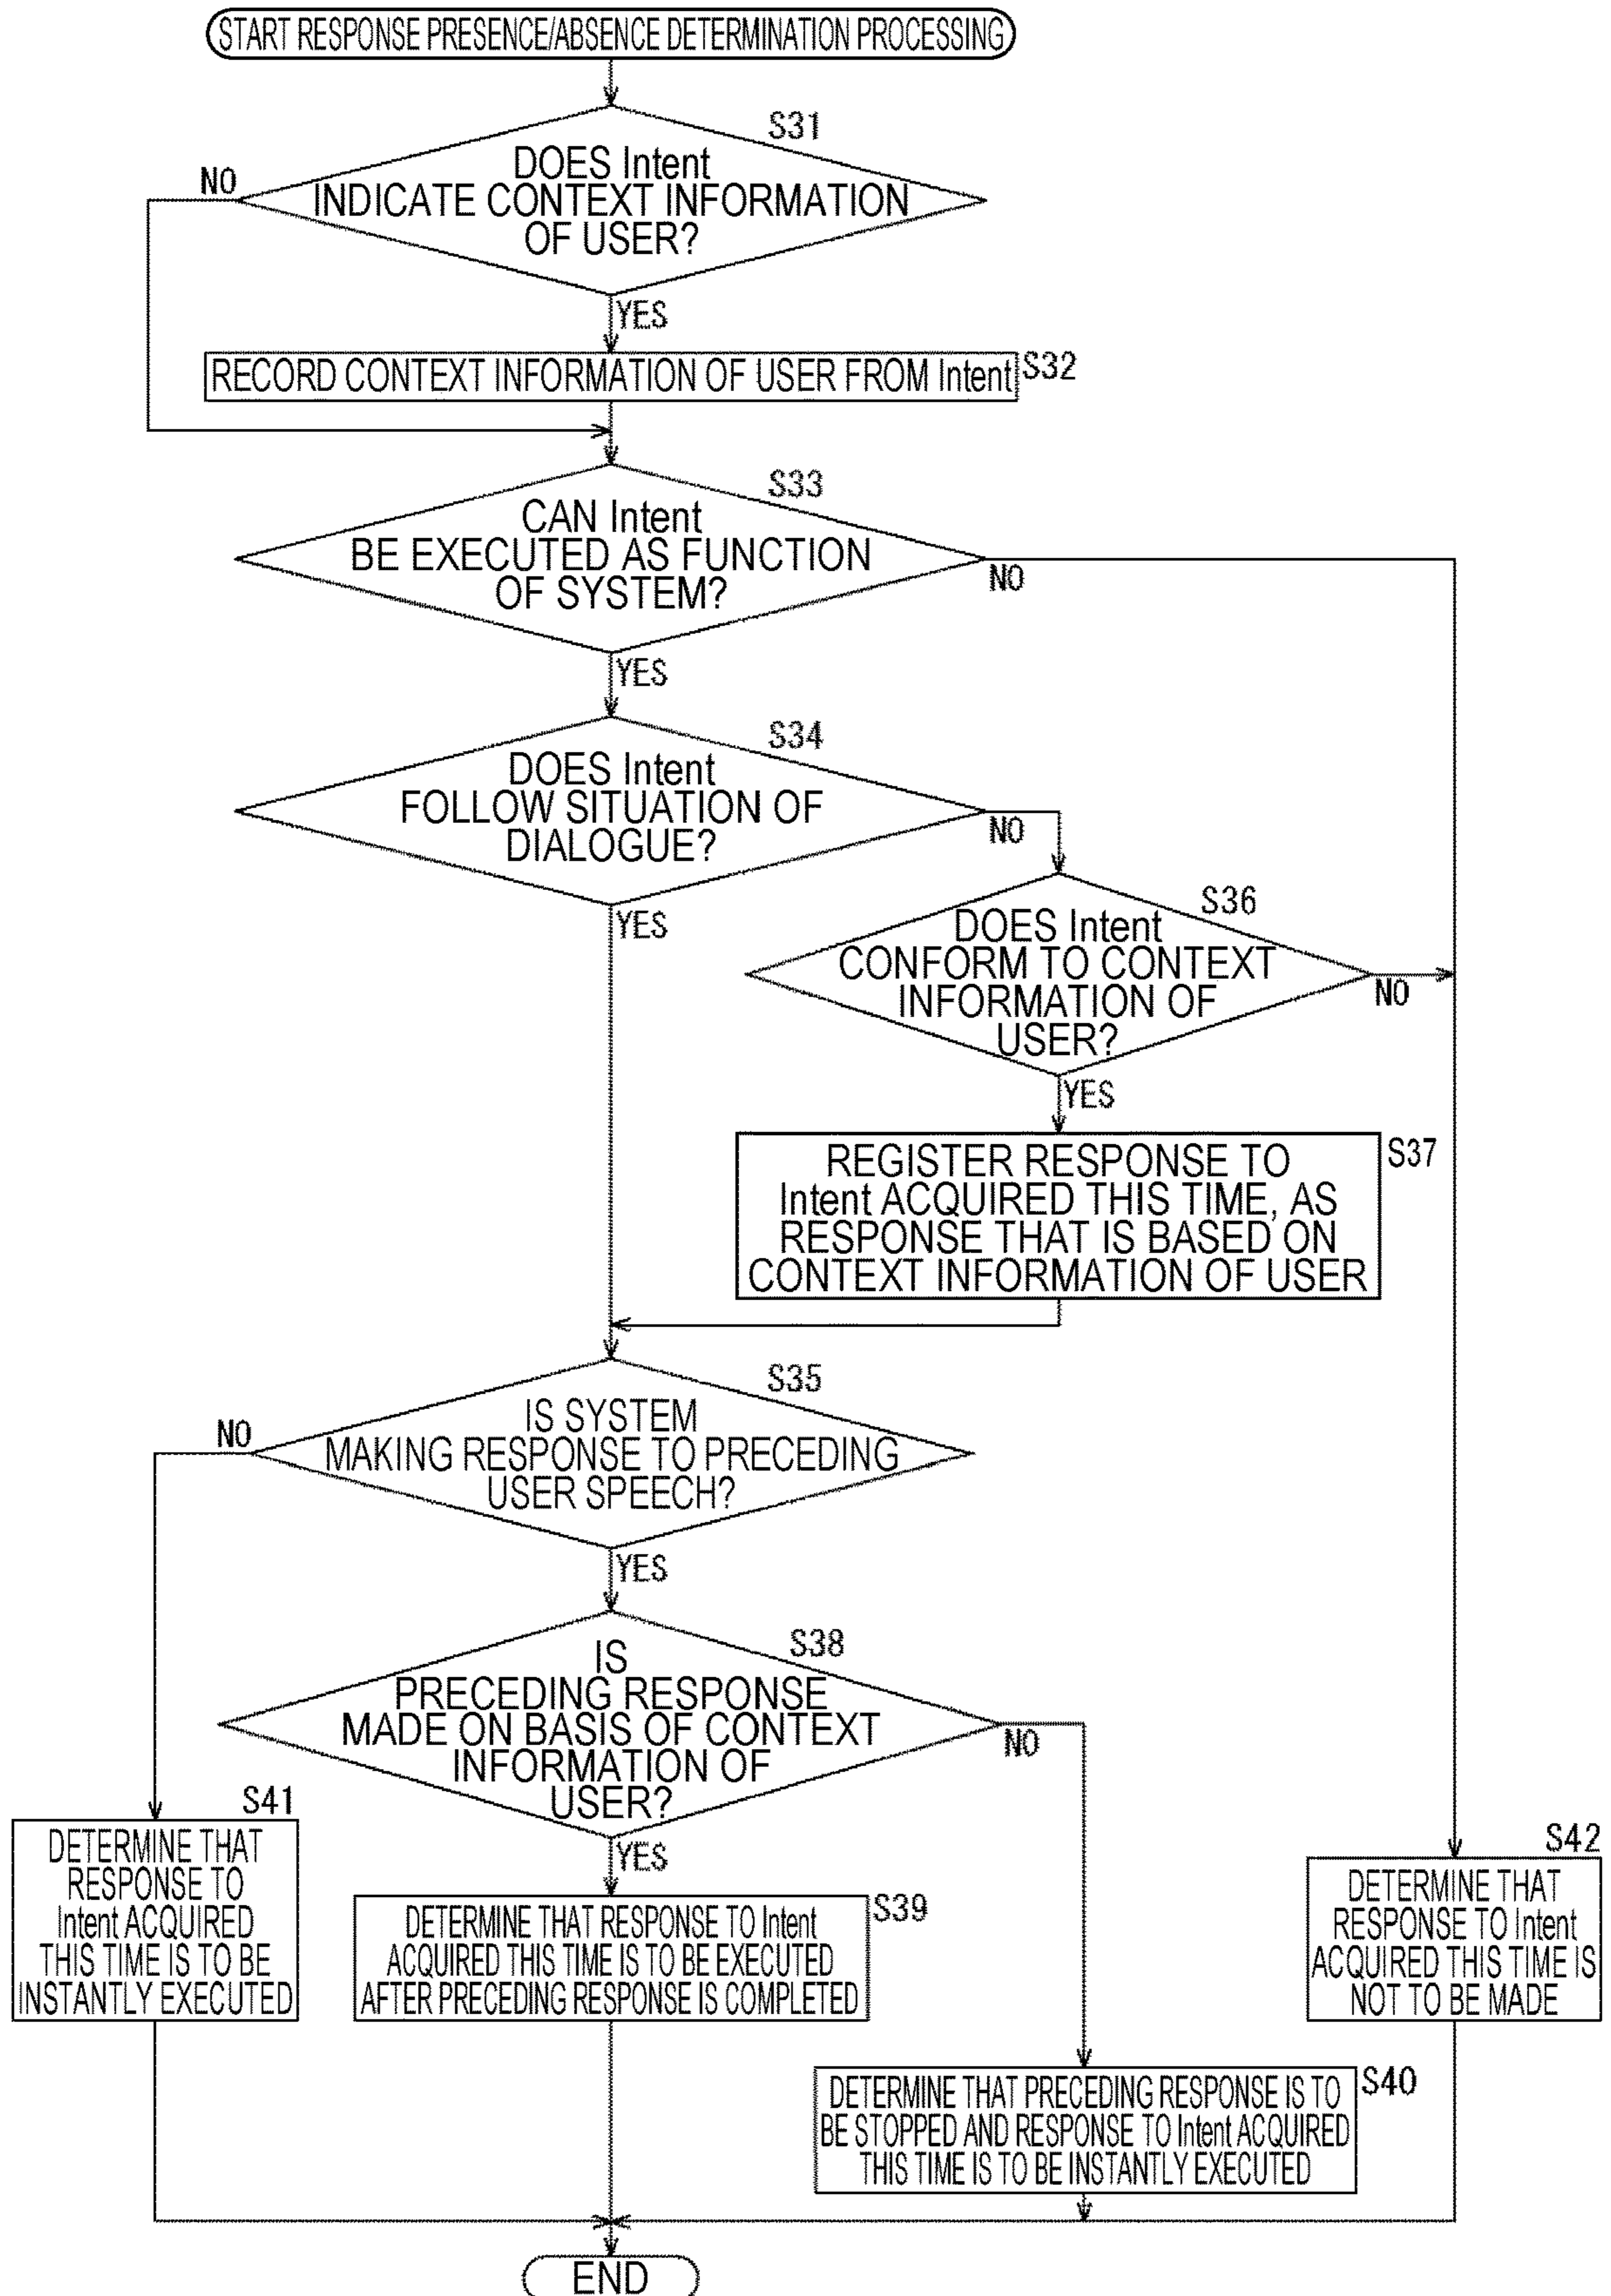 START RESPONSE PRESENCE/ABSENCE DETERMINATION PROCESSING
S31
DOES Intent
INDICATE CONTEXT INFORMATION
OF USER?
NO
YES
RECORD CONTEXT INFORMATION OF USER FROM Intent
S32
S33
CAN Intent
BE EXECUTED AS FUNCTION
OF SYSTEM?
NO
YES
S34
DOES Intent
FOLLOW SITUATION OF
DIALOGUE?
NO
YES
S36
DOES Intent
CONFORM TO CONTEXT
INFORMATION OF
USER?
NO
YES
S37
REGISTER RESPONSE TO
Intent ACQUIRED THIS TIME, AS
RESPONSE THAT IS BASED ON
CONTEXT INFORMATION OF USER
S35
IS SYSTEM
MAKING RESPONSE TO PRECEDING
USER SPEECH?
NO
YES
S38
IS
PRECEDING RESPONSE
MADE ON BASIS OF CONTEXT
INFORMATION OF
USER?
NO
YES
S41
DETERMINE THAT
RESPONSE TO
Intent ACQUIRED
THIS TIME IS TO BE
INSTANTLY EXECUTED
S39
DETERMINE THAT RESPONSE TO Intent
ACQUIRED THIS TIME IS TO BE EXECUTED
AFTER PRECEDING RESPONSE IS COMPLETED
S42
DETERMINE THAT
RESPONSE TO Intent
ACQUIRED THIS TIME IS
NOT TO BE MADE
S40
DETERMINE THAT PRECEDING RESPONSE IS TO
BE STOPPED AND RESPONSE TO Intent ACQUIRED
THIS TIME IS TO BE INSTANTLY EXECUTED
END